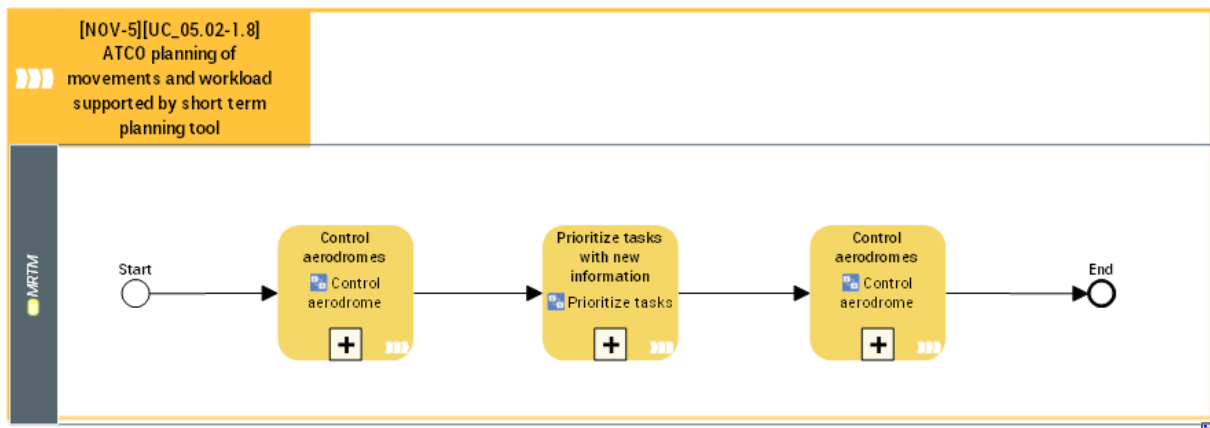 [NOV-5][UC_05.02-1.8]
ATCO planning of
movements and workload
supported by short term
planning tool
MRTM
Start
Control
aerodromes
Control
aerodrome
Prioritize tasks
with new
information
Prioritize tasks
Control
aerodromes
Control
aerodrome
End